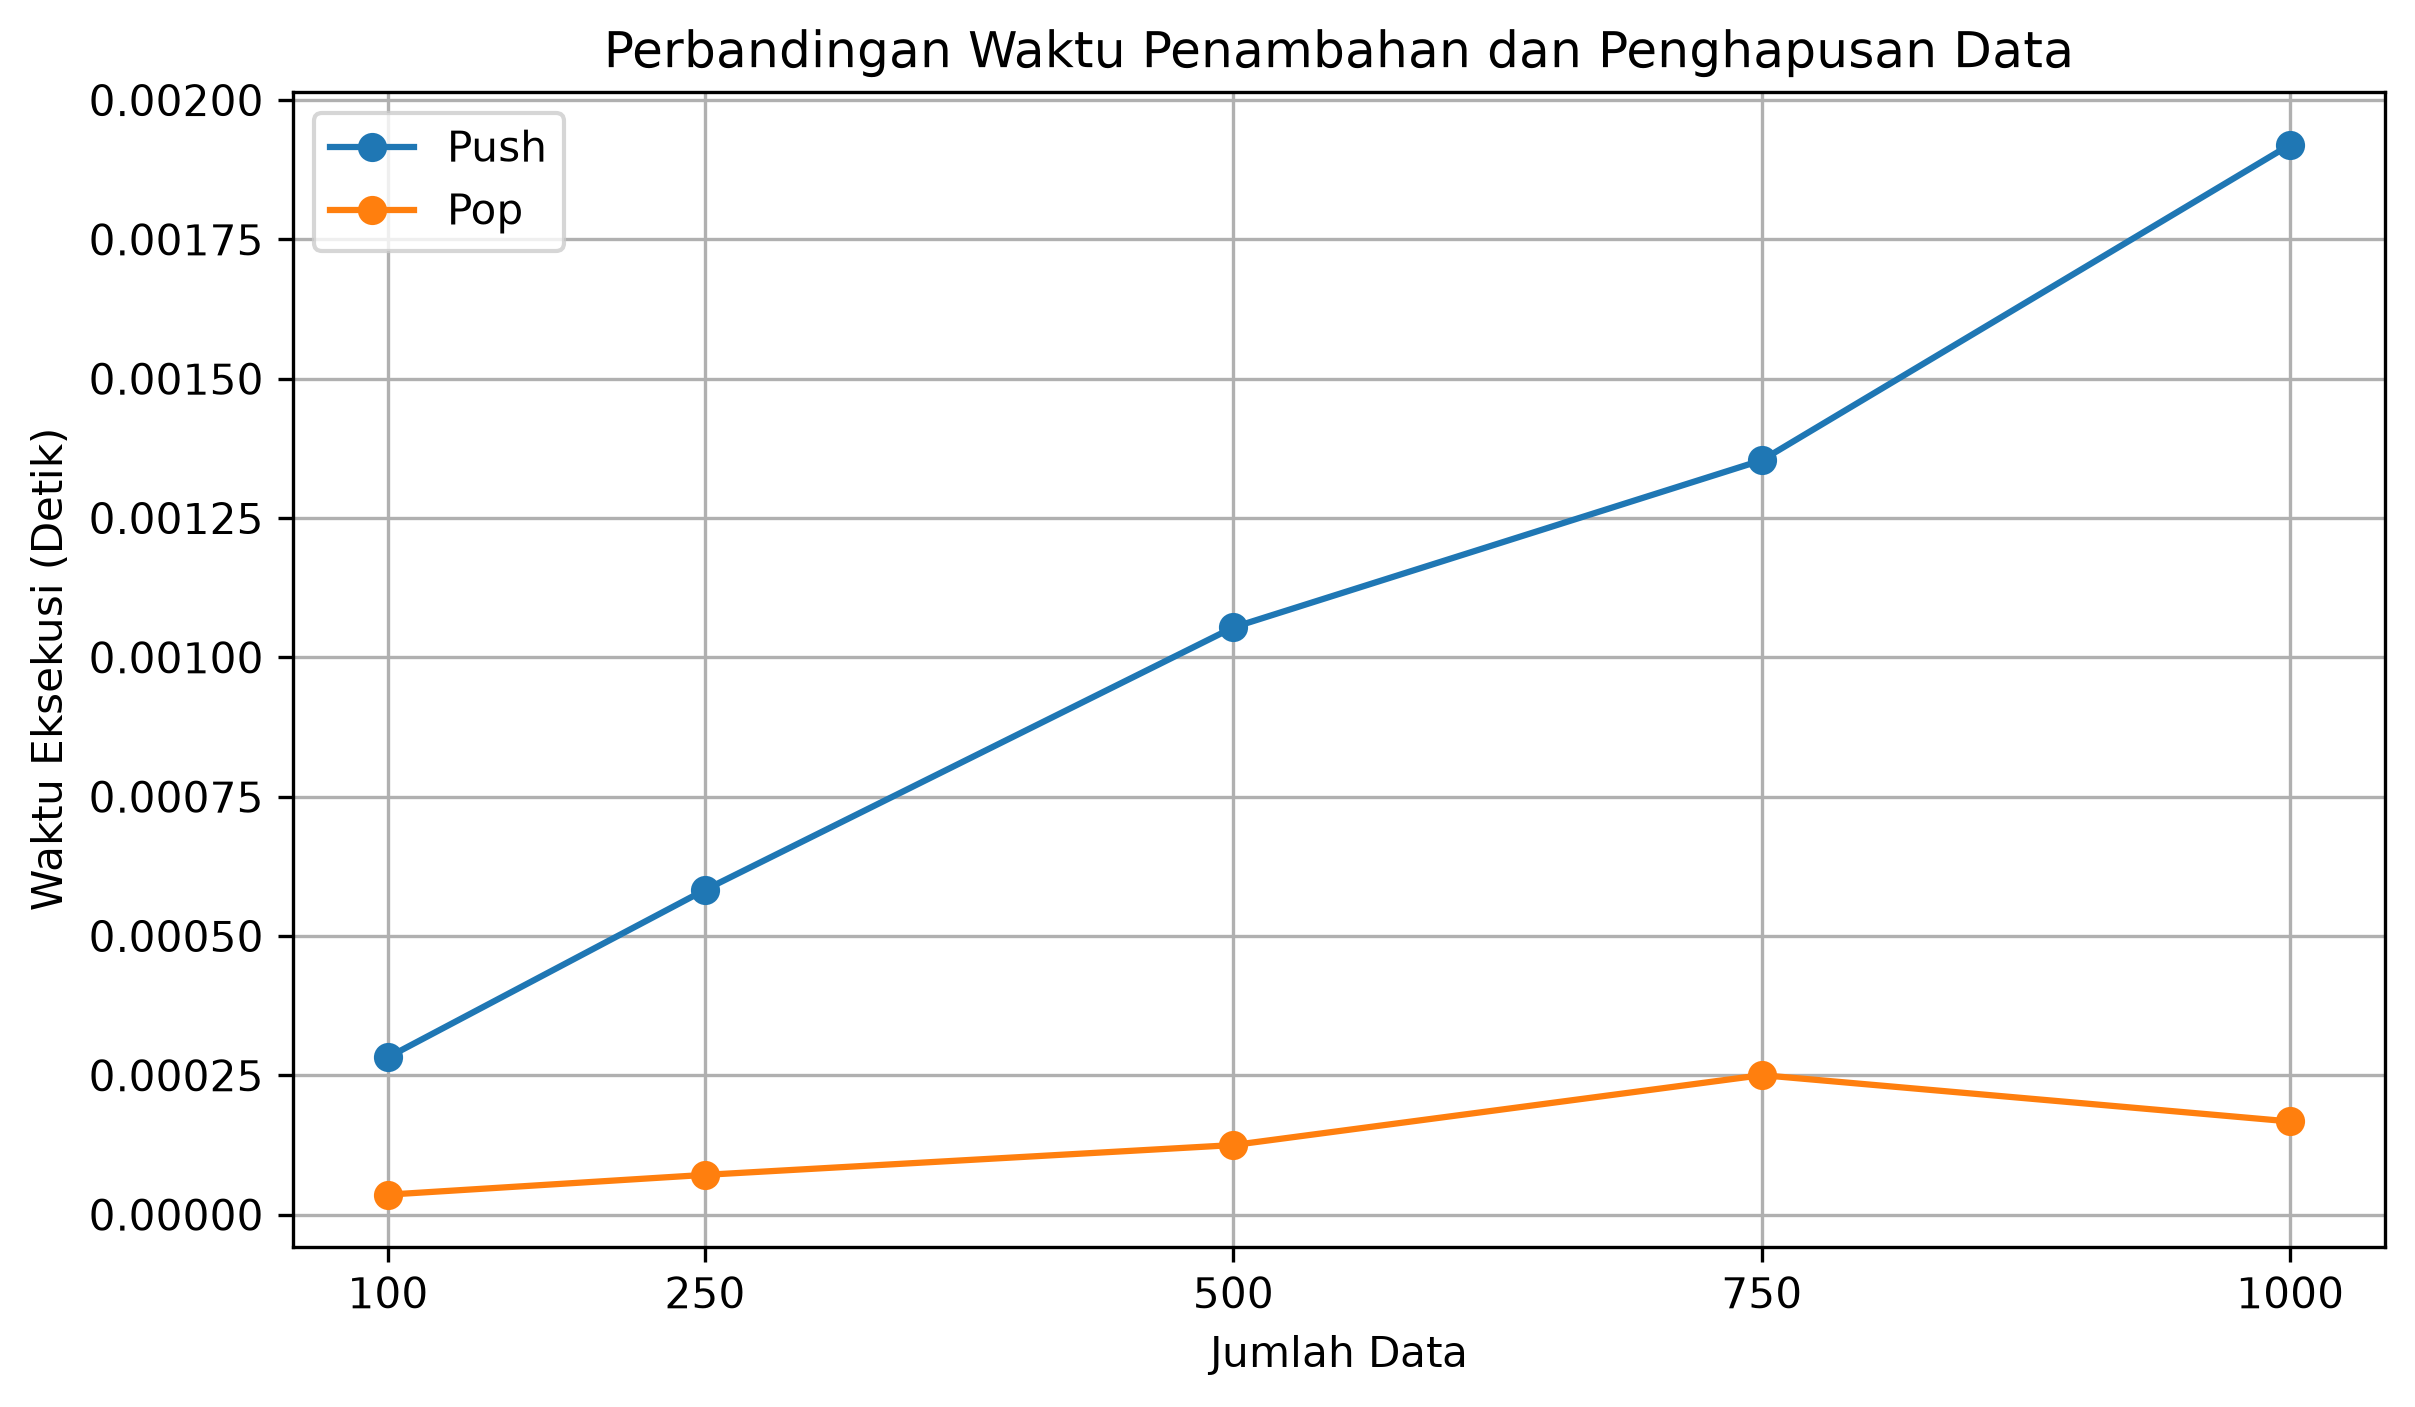 Perbandingan Waktu Penambahan dan Penghapusan Data
0.00200
0.00175
0.00150
0.00125
0.00100
0.00075
0.00050
0.00025
0.00000
Waktu Eksekusi (Detik)
Push
Pop
100 250 500 750 1000
Jumlah Data